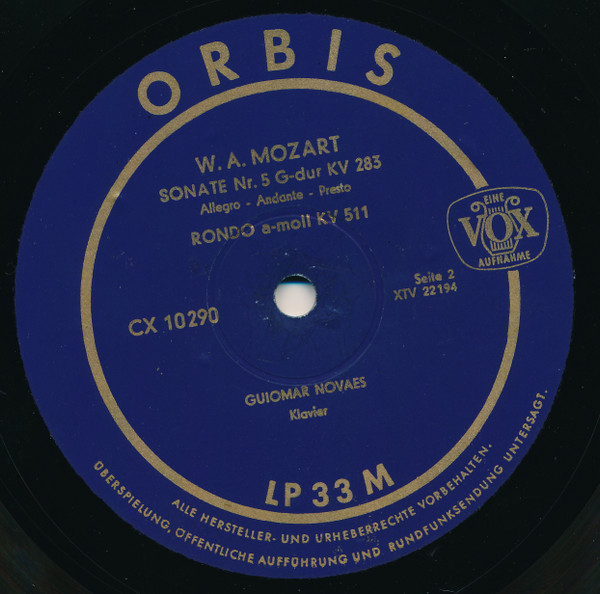 ORBIS
W. A. MOZART
SONATE Nr. 5 G-dur KV 283
Allegro - Andante - Presto
RONDO a-moll KV 511
EINE
VOX
AUFNAHME
Seite 2
XTV 22194
CX 10290
GUIOMAR NOVAES
Klavier
LP 33 M
ALLE HERSTELLER- UND URHEBERRECHTE VORBEHALTEN.
ÜBERSPIELUNG, ÖFFENTLICHE AUFFÜHRUNG UND RUNDFUNKSENDUNG UNTERSAGT.